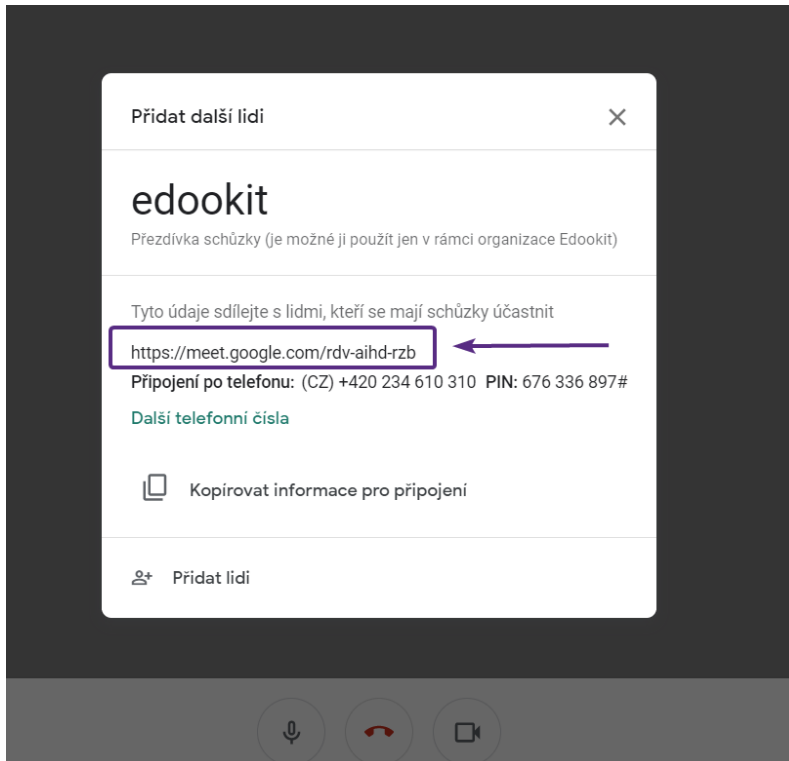 Přidat další lidi
edookit
Přezdívka schůzky (je možné ji použít jen v rámci organizace Edookit)
Tyto údaje sdílejte s lidmi, kteří se mají schůzky účastnit
https://meet.google.com/rdv-aihd-rzb
Připojení po telefonu: (CZ) +420 234 610 310 PIN: 676 336 897#
Další telefonní čísla
Kopírovat informace pro připojení
Přidat lidi